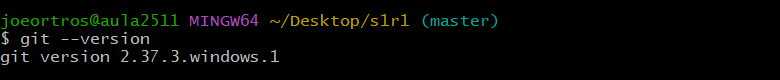 joeortros@aula2511 MINGW64 ~/Desktop/s1r1 (master)
$ git --version
git version 2.37.3.windows.1